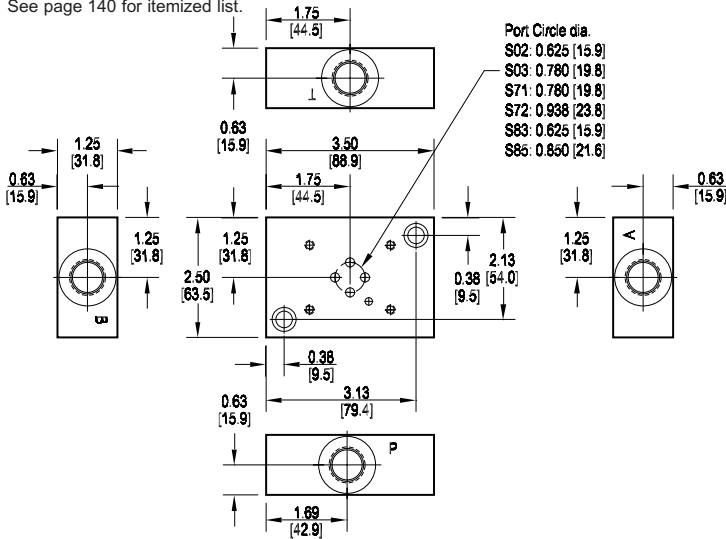 See page 140 for itemized list.
1.75
[44.5]
Port Circle dia.
S02: 0.625 [15.9]
S03: 0.780 [19.8]
S71: 0.780 [19.8]
S72: 0.938 [23.8]
S83: 0.625 [15.9]
S85: 0.850 [21.6]
T
0.63
[15.9]
3.50
[88.9]
1.25
[31.8]
0.63
[15.9]
1.75
[44.5]
0.63
[15.9]
1.25
[31.8]
1.25
[31.8]
2.50
[63.5]
0.38
[9.5]
2.13
[54.0]
1.25
[31.8]
A
B
0.38
[9.5]
3.13
[79.4]
0.63
[15.9]
P
1.69
[42.9]